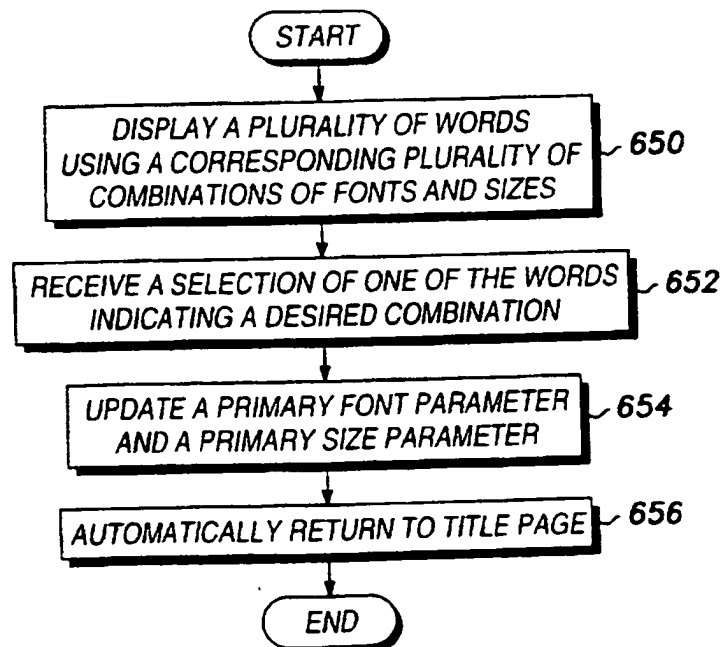 START
DISPLAY A PLURALITY OF WORDS
USING A CORRESPONDING PLURALITY OF
COMBINATIONS OF FONTS AND SIZES
650
RECEIVE A SELECTION OF ONE OF THE WORDS
INDICATING A DESIRED COMBINATION
652
UPDATE A PRIMARY FONT PARAMETER
AND A PRIMARY SIZE PARAMETER
654
AUTOMATICALLY RETURN TO TITLE PAGE
656
END